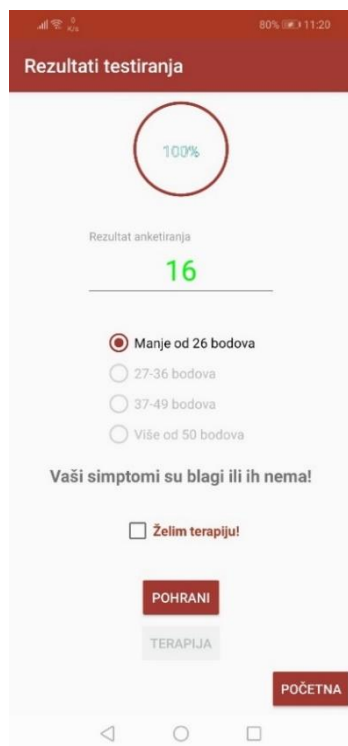 0
K/s
80% 11:20
Rezultati testiranja
100%
Rezultat anketiranja
16
Manje od 26 bodova
27-36 bodova
37-49 bodova
Više od 50 bodova
Vaši simptomi su blagi ili ih nema!
Želim terapiju!
POHRANI
TERAPIJA
POČETNA